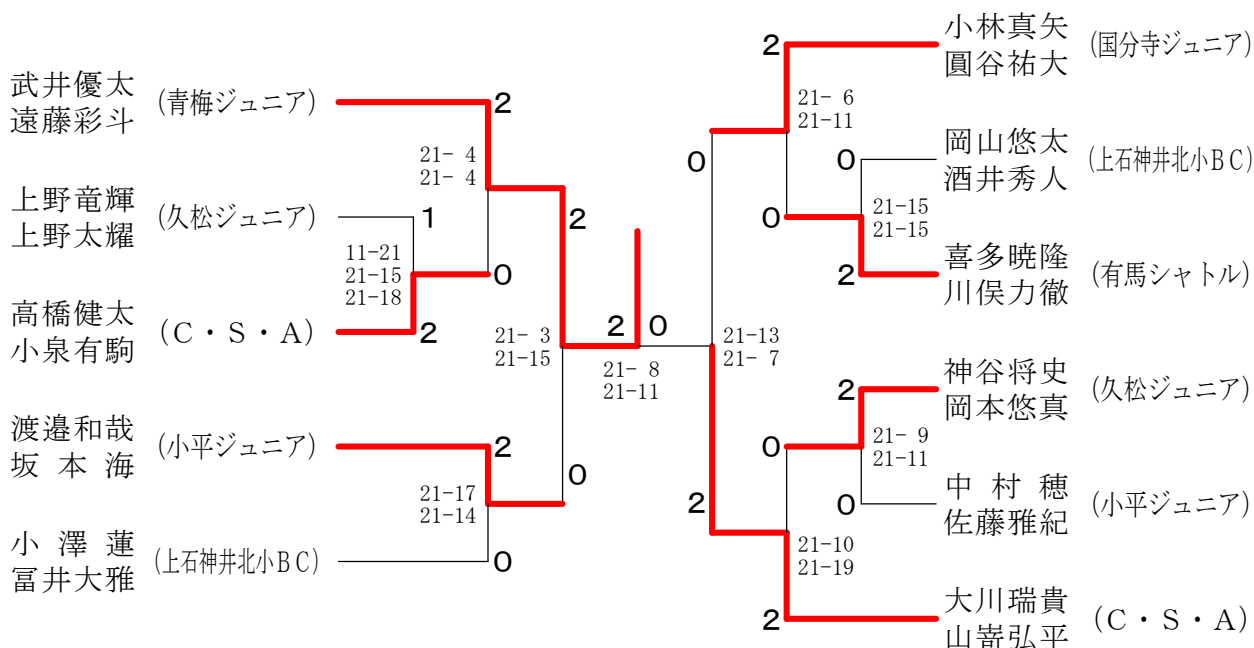 武井優太
遠藤彩斗
(青梅ジュニア)
2
21- 4
21- 4
上野竜輝
上野太耀
(久松ジュニア)
1
11-21
21-15
21-18
0
高橋健太
小泉有駒
(C・S・A)
2
2
21- 3
21-15
渡邉和哉
坂本海
(小平ジュニア)
2
0
21-17
21-14
小澤蓮
冨井大雅
(上石神井北小BC)
0
2
0
21- 8
21-11
小林真矢
圓谷祐大
(国分寺ジュニア)
2
21- 6
21-11
0
岡山悠太
酒井秀人
(上石神井北小BC)
0
0
21-15
21-15
喜多暁隆
川俣力徹
(有馬シャトル)
2
21-13
21- 7
神谷将史
岡本悠真
(久松ジュニア)
2
0
21- 9
21-11
中村穂
佐藤雅紀
(小平ジュニア)
0
2
21-10
21-19
大川瑞貴
山嵜弘平
(C・S・A)
2